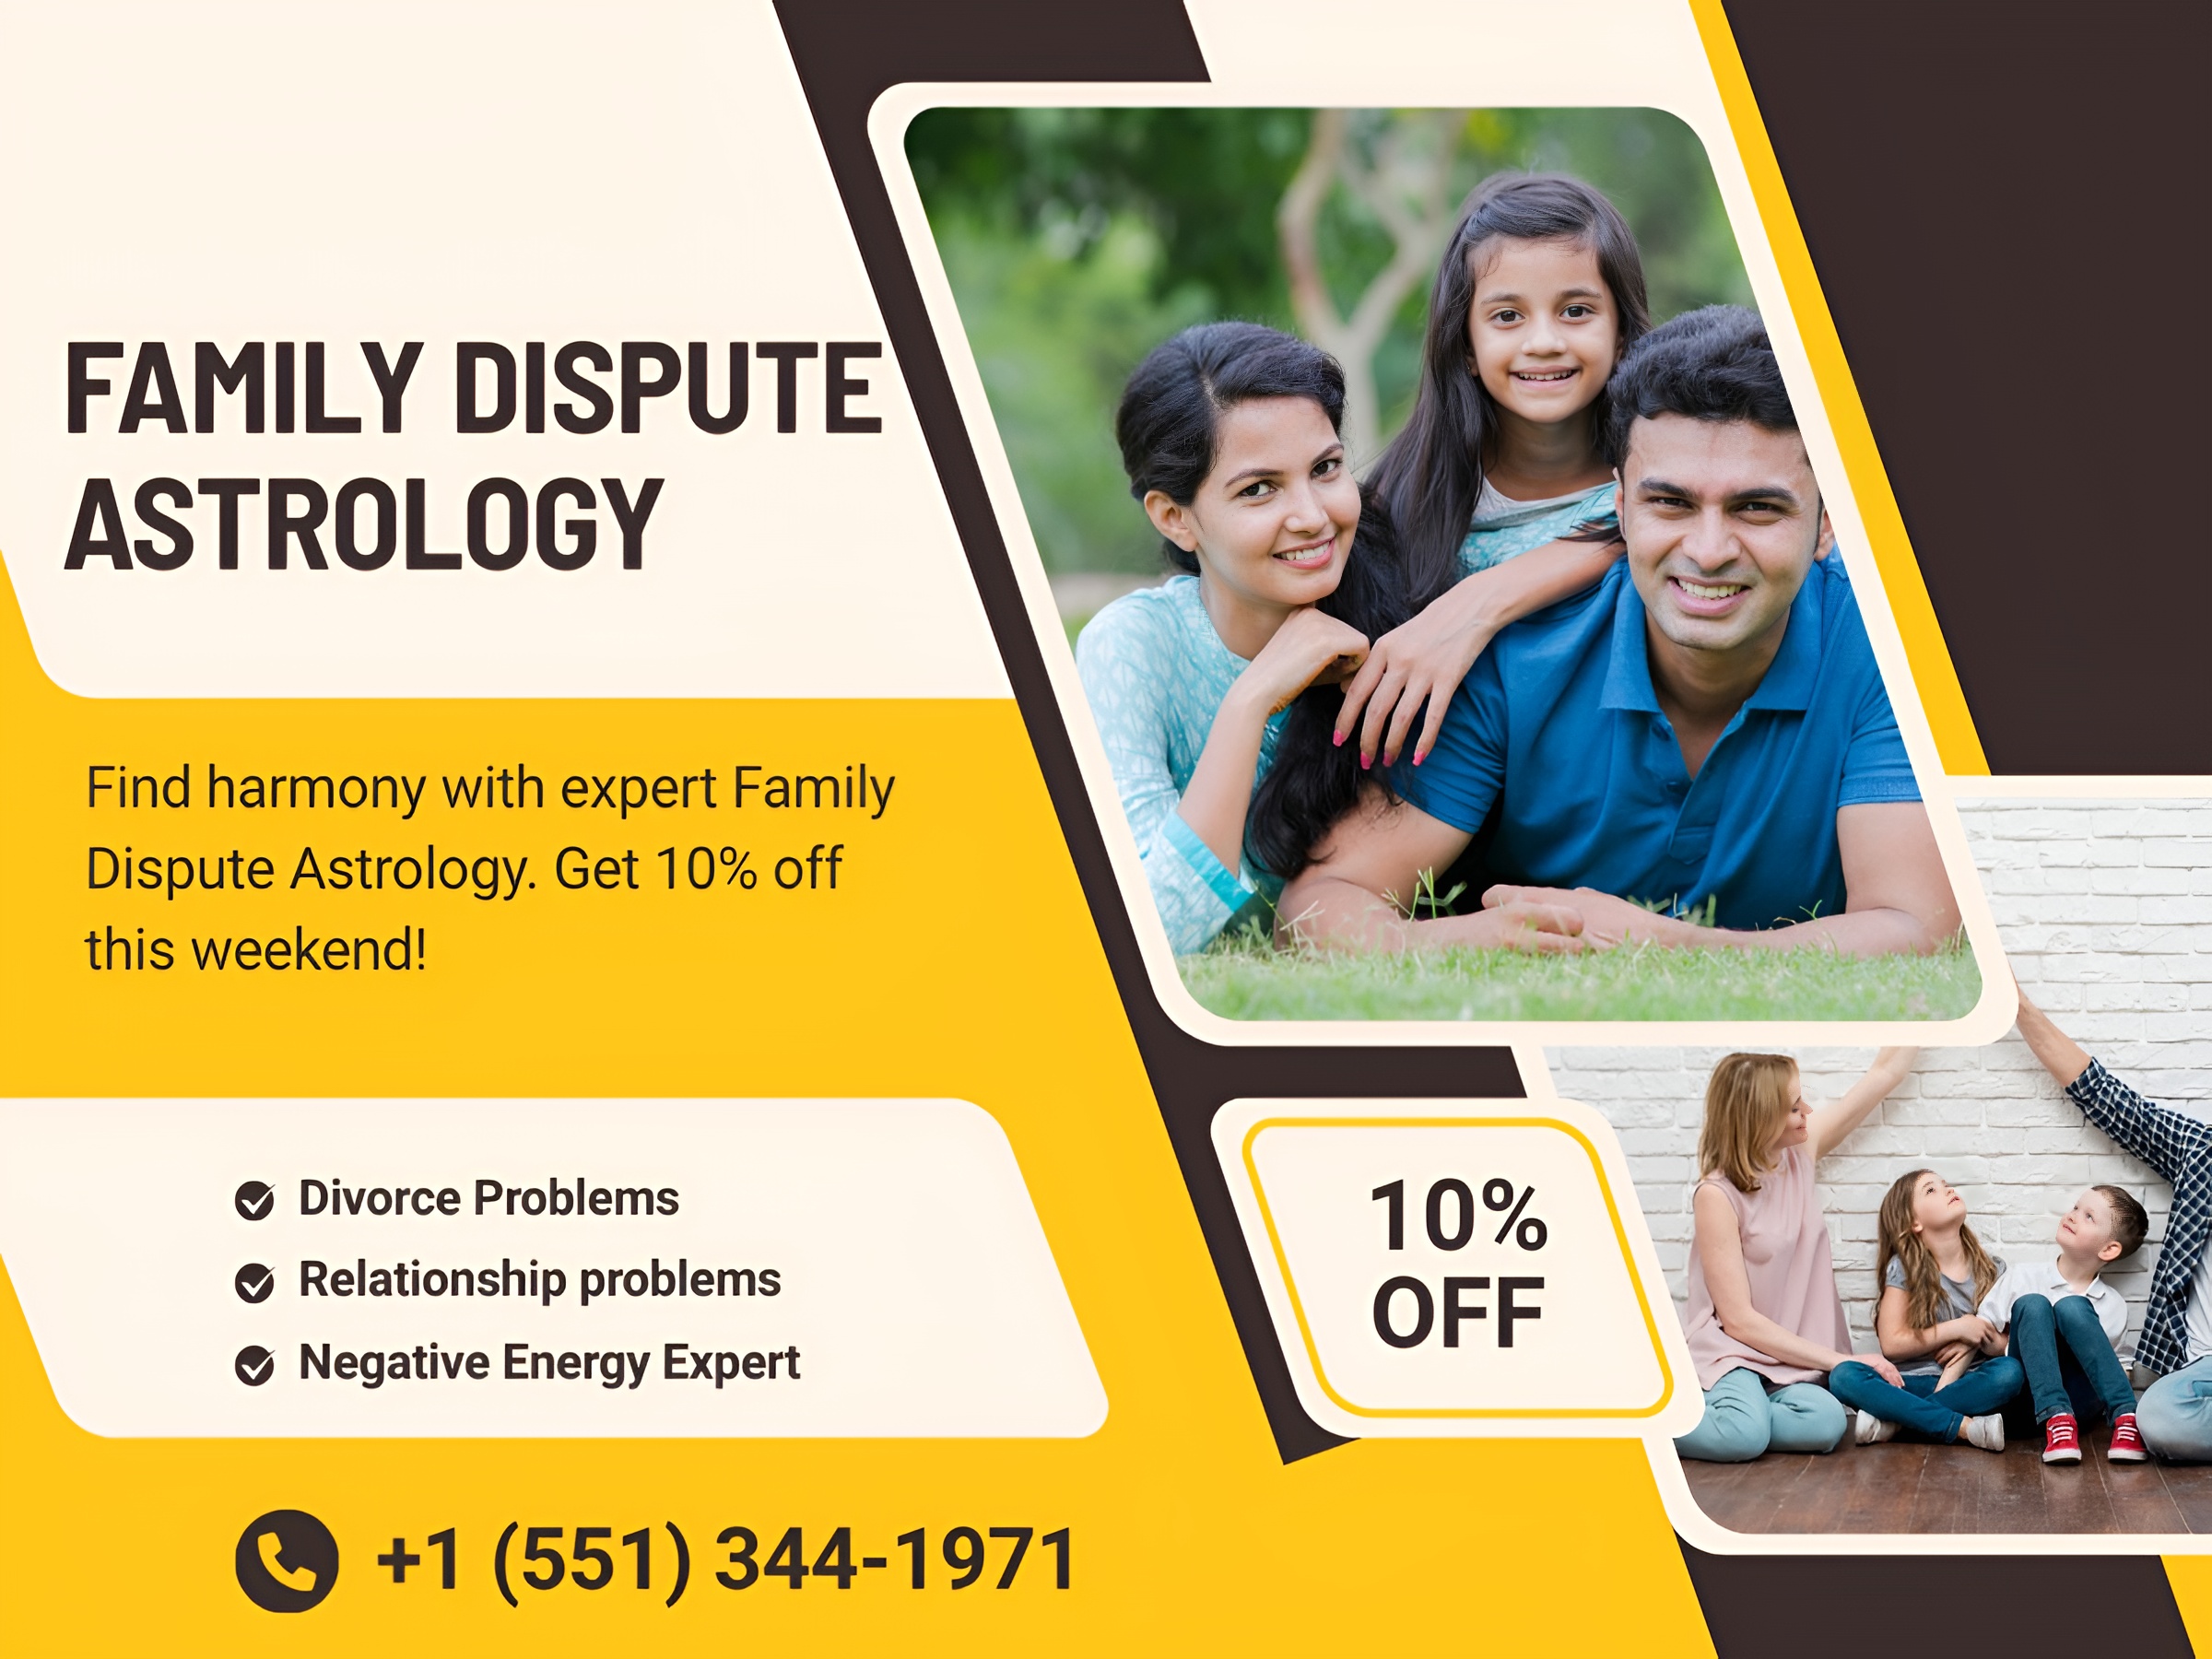 FAMILY DISPUTE
ASTROLOGY
Find harmony with expert Family
Dispute Astrology. Get 10% off
this weekend!
Divorce Problems
Relationship problems
Negative Energy Expert
10%
OFF
+1 (551) 344-1971